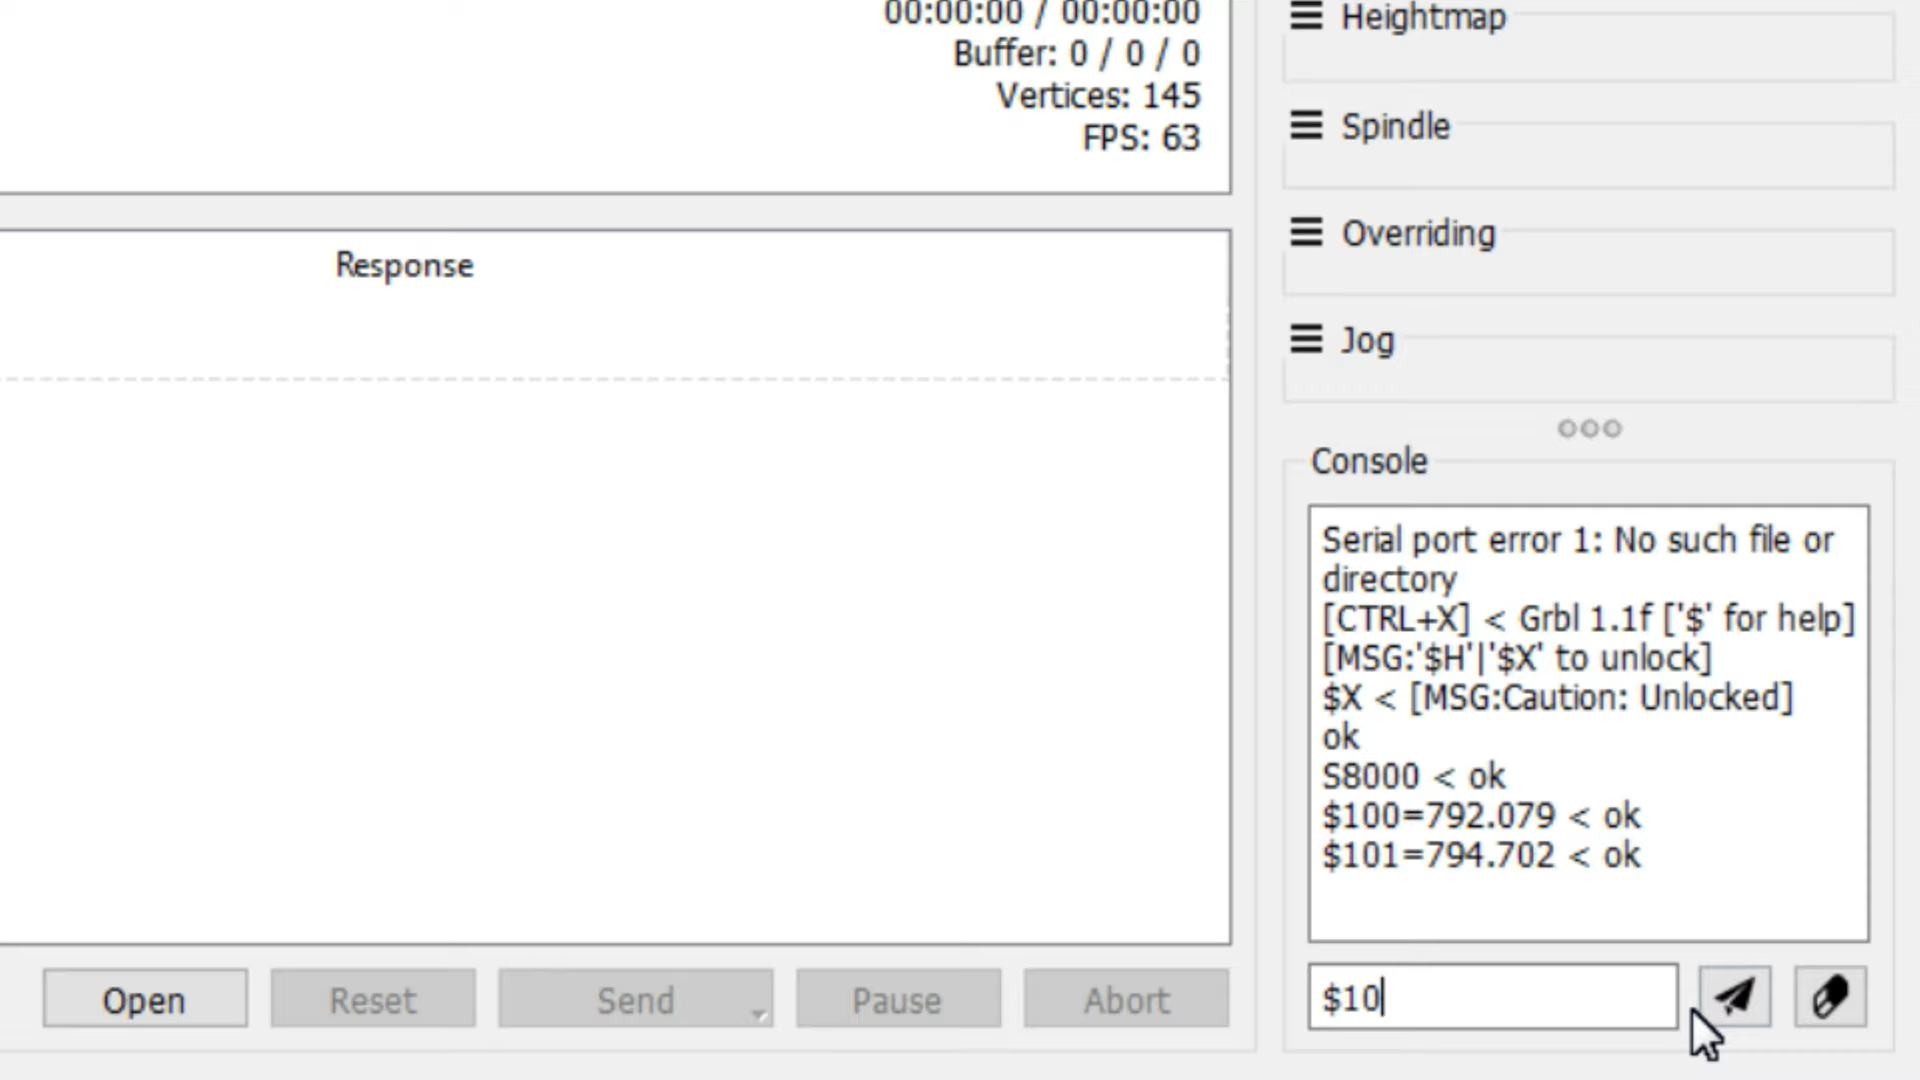 00:00:00 / 00:00:00
Buffer: 0 / 0 / 0
Vertices: 145
FPS: 63
Response
Open
Reset
Send
Pause
Abort
Heightmap
Spindle
Overriding
Jog
Console
Serial port error 1: No such file or
directory
[CTRL+X] < Grbl 1.1f ['$' for help]
[MSG:'$H'|'$X' to unlock]
$X < [MSG:Caution: Unlocked]
ok
S8000 < ok
$100=792.079 < ok
$101=794.702 < ok
$10